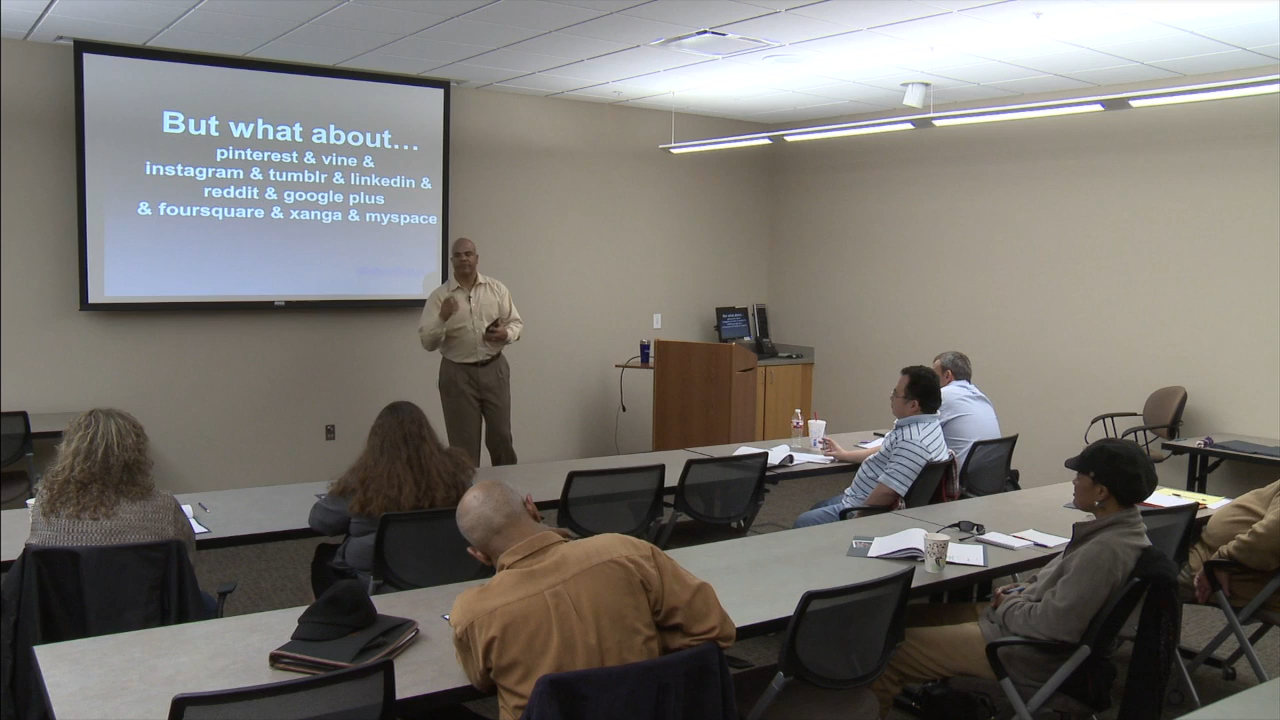 But what about...
pinterest & vine &
instagram & tumblr & linkedin &
reddit & google plus
& foursquare & xanga & myspace